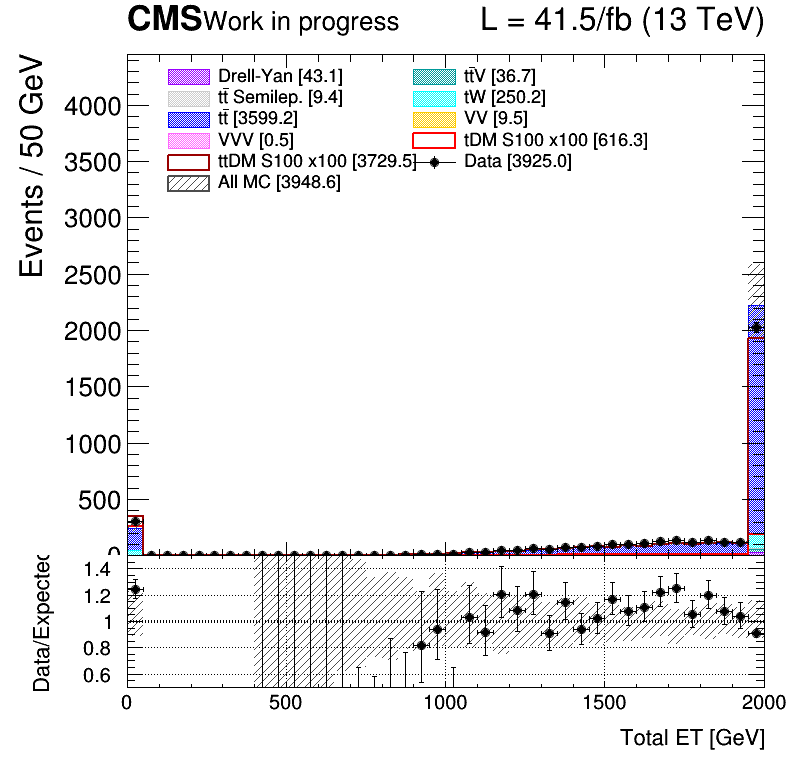 CMS Work in progress L = 41.5/fb (13 TeV)
Events / 50 GeV
Drell-Yan [43.1] tt̄V [36.7]
tt̄ Semilep. [9.4] tW [250.2]
tt̄ [3599.2] VV [9.5]
VVV [0.5] tDM S100 x100 [616.3]
ttDM S100 x100 [3729.5] Data [3925.0]
All MC [3948.6]
4000
3500
3000
2500
2000
1500
1000
500
0
Data/Expected
1.4
1.2
1
0.8
0.6
0 500 1000 1500 2000
Total ET [GeV]